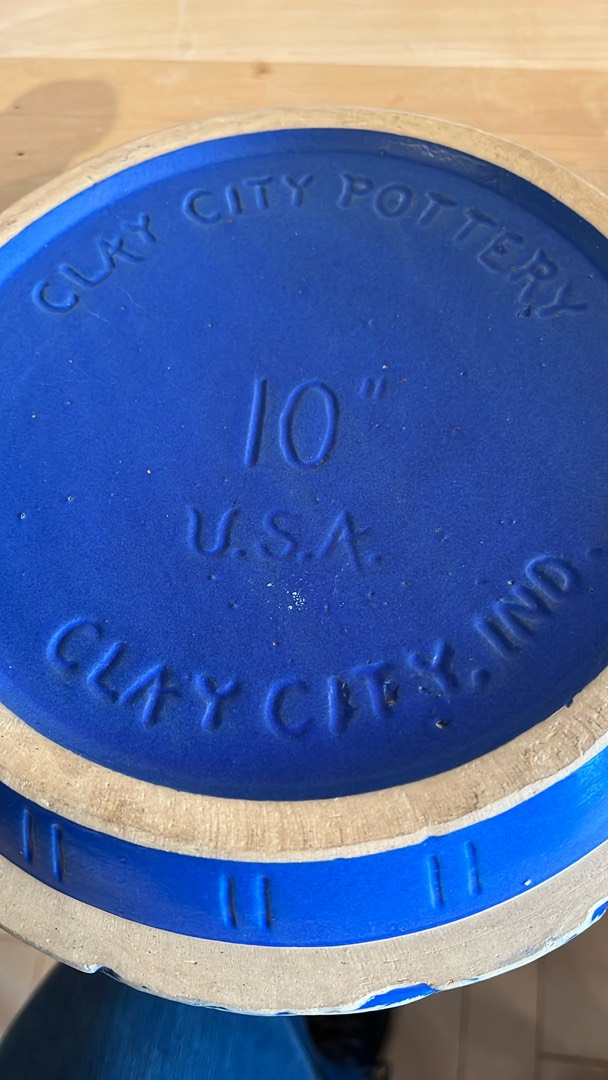 CLAY CITY POTTERY
10"
U.S.A.
CLAY CITY, IND.